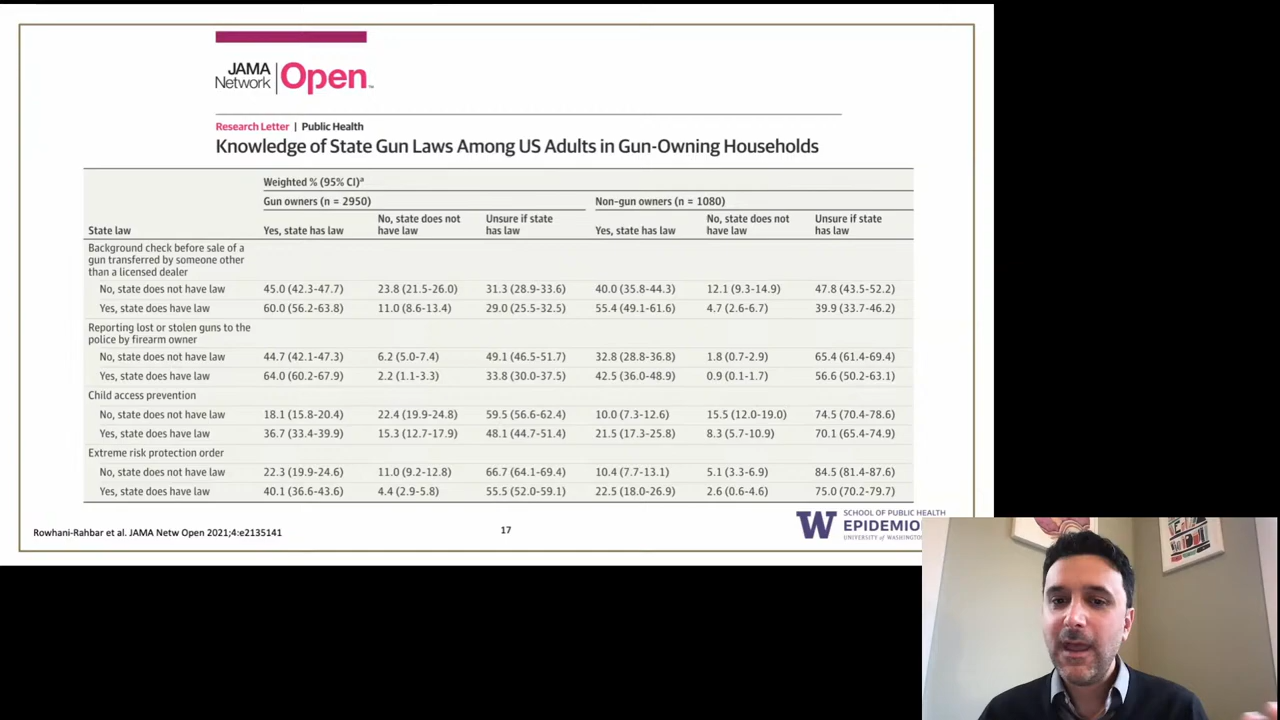 JAMA
Network Open™
Research Letter | Public Health
Knowledge of State Gun Laws Among US Adults in Gun-Owning Households
Weighted % (95% CI)ᵃ
Gun owners (n = 2950) Non-gun owners (n = 1080)
State law Yes, state has law No, state does not have law Unsure if state has law Yes, state has law No, state does not have law Unsure if state has law
Background check before sale of a
gun transferred by someone other
than a licensed dealer
No, state does not have law 45.0 (42.3-47.7) 23.8 (21.5-26.0) 31.3 (28.9-33.6) 40.0 (35.8-44.3) 12.1 (9.3-14.9) 47.8 (43.5-52.2)
Yes, state does have law 60.0 (56.2-63.8) 11.0 (8.6-13.4) 29.0 (25.5-32.5) 55.4 (49.1-61.6) 4.7 (2.6-6.7) 39.9 (33.7-46.2)
Reporting lost or stolen guns to the
police by firearm owner
No, state does not have law 44.7 (42.1-47.3) 6.2 (5.0-7.4) 49.1 (46.5-51.7) 32.8 (28.8-36.8) 1.8 (0.7-2.9) 65.4 (61.4-69.4)
Yes, state does have law 64.0 (60.2-67.9) 2.2 (1.1-3.3) 33.8 (30.0-37.5) 42.5 (36.0-48.9) 0.9 (0.1-1.7) 56.6 (50.2-63.1)
Child access prevention
No, state does not have law 18.1 (15.8-20.4) 22.4 (19.9-24.8) 59.5 (56.6-62.4) 10.0 (7.3-12.6) 15.5 (12.0-19.0) 74.5 (70.4-78.6)
Yes, state does have law 36.7 (33.4-39.9) 15.3 (12.7-17.9) 48.1 (44.7-51.4) 21.5 (17.3-25.8) 8.3 (5.7-10.9) 70.1 (65.4-74.9)
Extreme risk protection order
No, state does not have law 22.3 (19.9-24.6) 11.0 (9.2-12.8) 66.7 (64.1-69.4) 10.4 (7.7-13.1) 5.1 (3.3-6.9) 84.5 (81.4-87.6)
Yes, state does have law 40.1 (36.6-43.6) 4.4 (2.9-5.8) 55.5 (52.0-59.1) 22.5 (18.0-26.9) 2.6 (0.6-4.6) 75.0 (70.2-79.7)
Rowhani-Rahbar et al. JAMA Netw Open 2021;4:e2135141
17
W
SCHOOL OF PUBLIC HEALTH
EPIDEMIO
UNIVERSITY of WASHINGTON